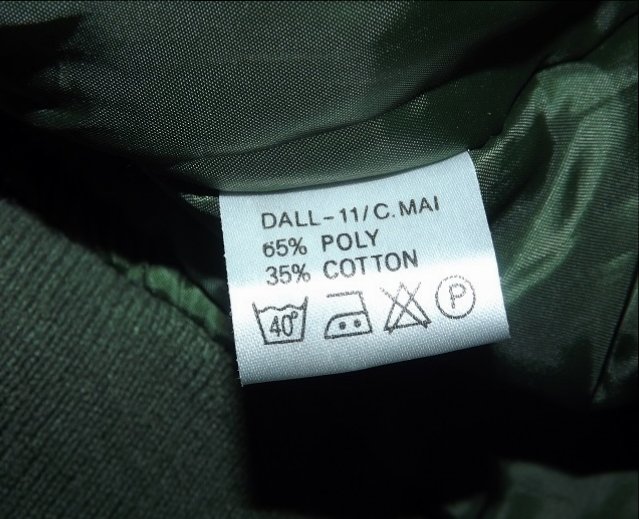 DALL-11/C.MAI
65% POLY
35% COTTON
40° P